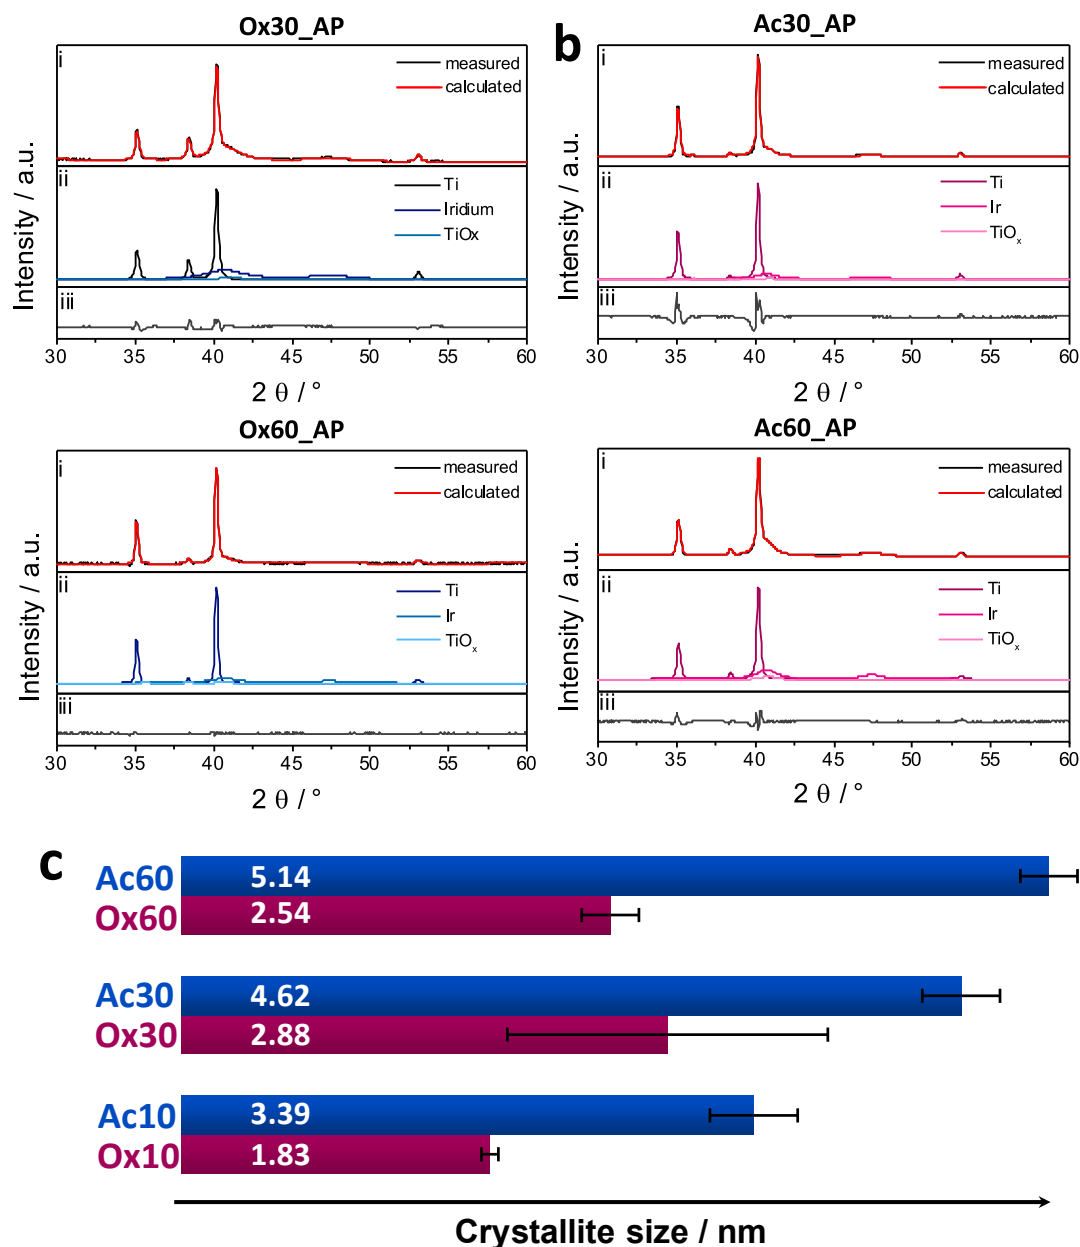 Ox30_AP
i
measured
calculated
ii
Ti
Iridium
TiOx
iii
Intensity / a.u.
30 35 40 45 50 55 60
2 θ / °
b
Ac30_AP
i
measured
calculated
ii
Ti
Ir
TiOx
iii
Intensity / a.u.
30 35 40 45 50 55 60
2 θ / °
Ox60_AP
i
measured
calculated
ii
Ti
Ir
TiOx
iii
Intensity / a.u.
30 35 40 45 50 55 60
2 θ / °
Ac60_AP
i
measured
calculated
ii
Ti
Ir
TiOx
iii
Intensity / a.u.
30 35 40 45 50 55 60
2 θ / °
c
Ac60 5.14
Ox60 2.54
Ac30 4.62
Ox30 2.88
Ac10 3.39
Ox10 1.83
Crystallite size / nm